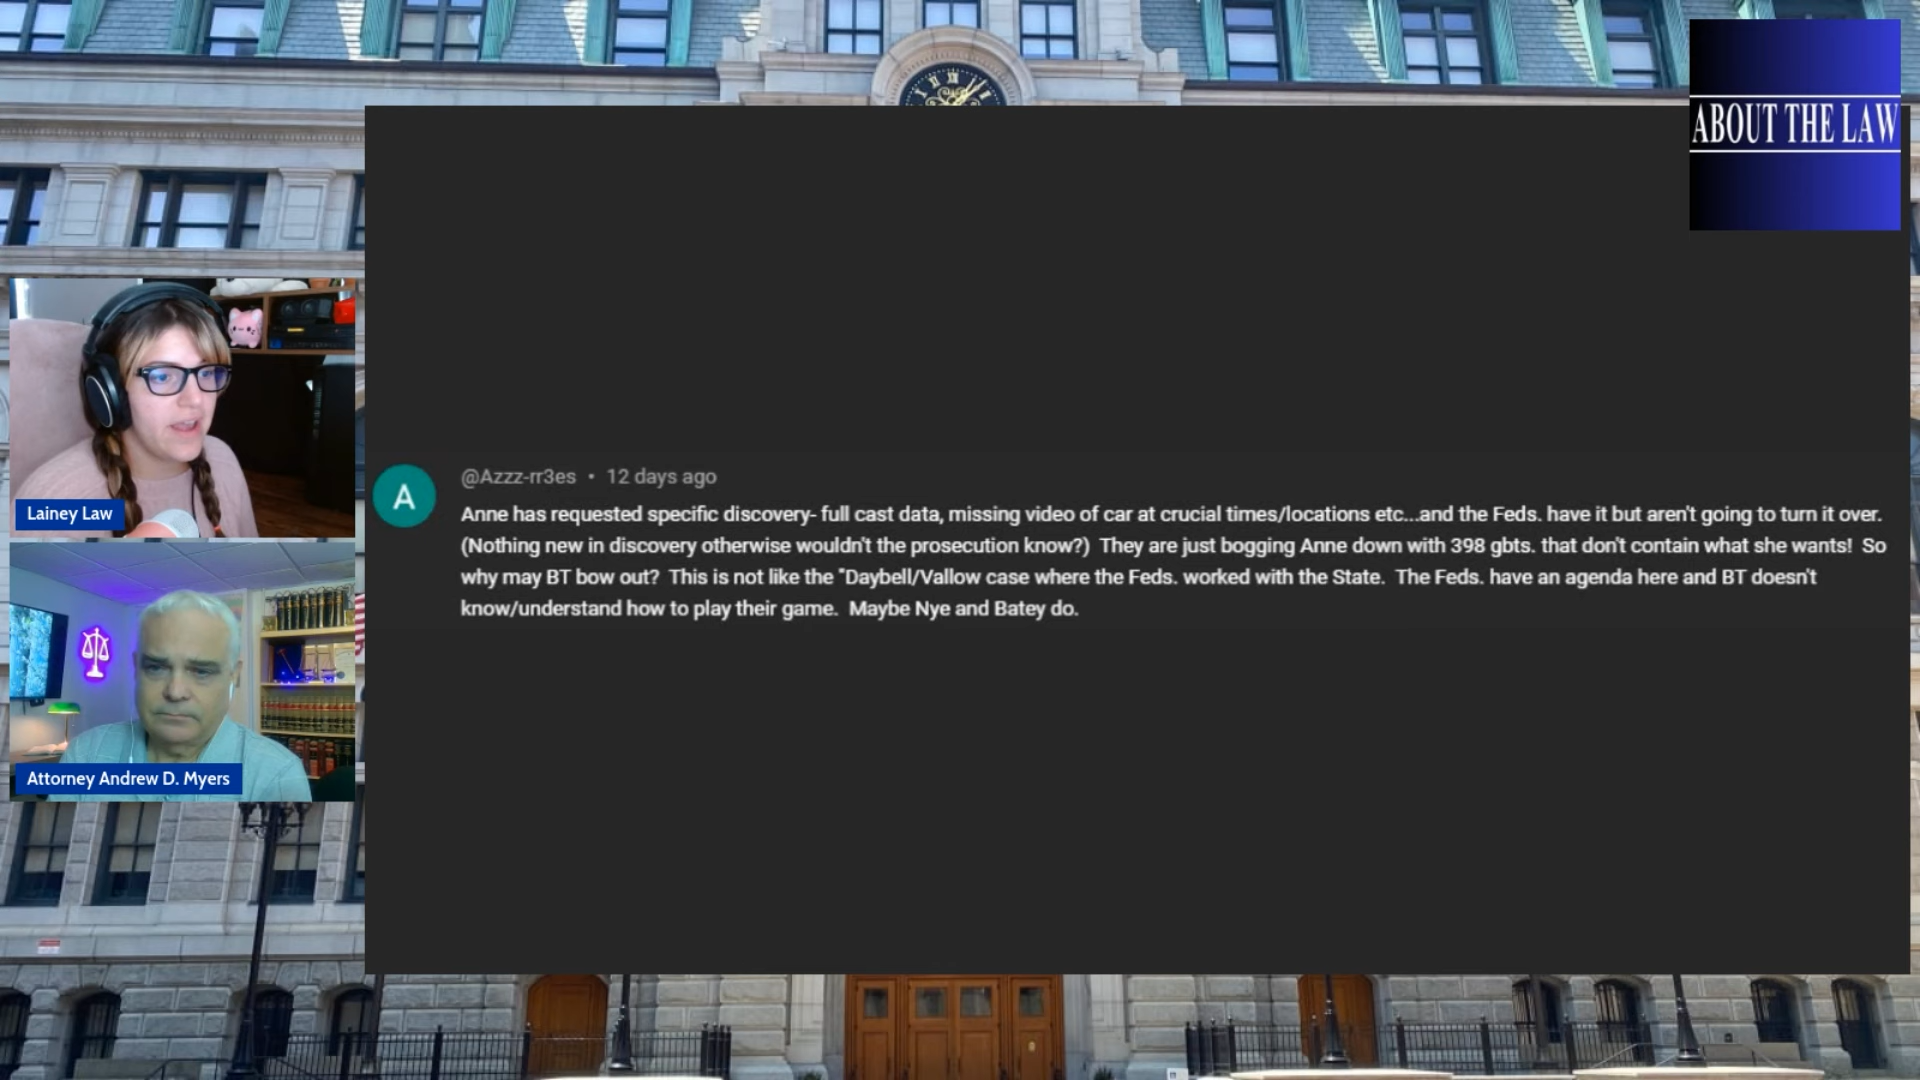 ABOUT THE LAW
Lainey Law
Attorney Andrew D. Myers
A
@Azzz-rr3es • 12 days ago
Anne has requested specific discovery- full cast data, missing video of car at crucial times/locations etc...and the Feds. have it but aren't going to turn it over.
(Nothing new in discovery otherwise wouldn't the prosecution know?)  They are just bogging Anne down with 398 gbts. that don't contain what she wants!  So
why may BT bow out?  This is not like the "Daybell/Vallow case where the Feds. worked with the State.  The Feds. have an agenda here and BT doesn't
know/understand how to play their game.  Maybe Nye and Batey do.